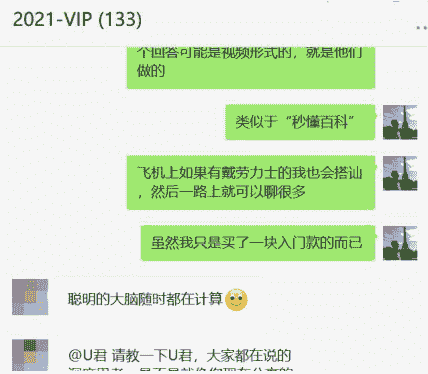 2021-VIP (133)
个回答可能是视频形式的，就是他们
做的
类似于“秒懂百科”
飞机上如果有戴劳力士的我也会搭讪
，然后一路上就可以聊很多
虽然我只是买了一块入门款的而已
聪明的大脑随时都在计算
@U君 请教一下U君，大家都在说的